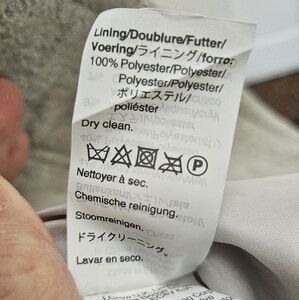 Lining/Doublure/Futter/
Voering/ライニング/forro:
100% Polyester/Polyester/
Polyester/Polyester/
ポリエステル/
poliéster
Dry clean.
Nettoyer à sec.
Chemische reinigung.
Stoomreinigen.
ドライクリーニング。
Lavar en seco.